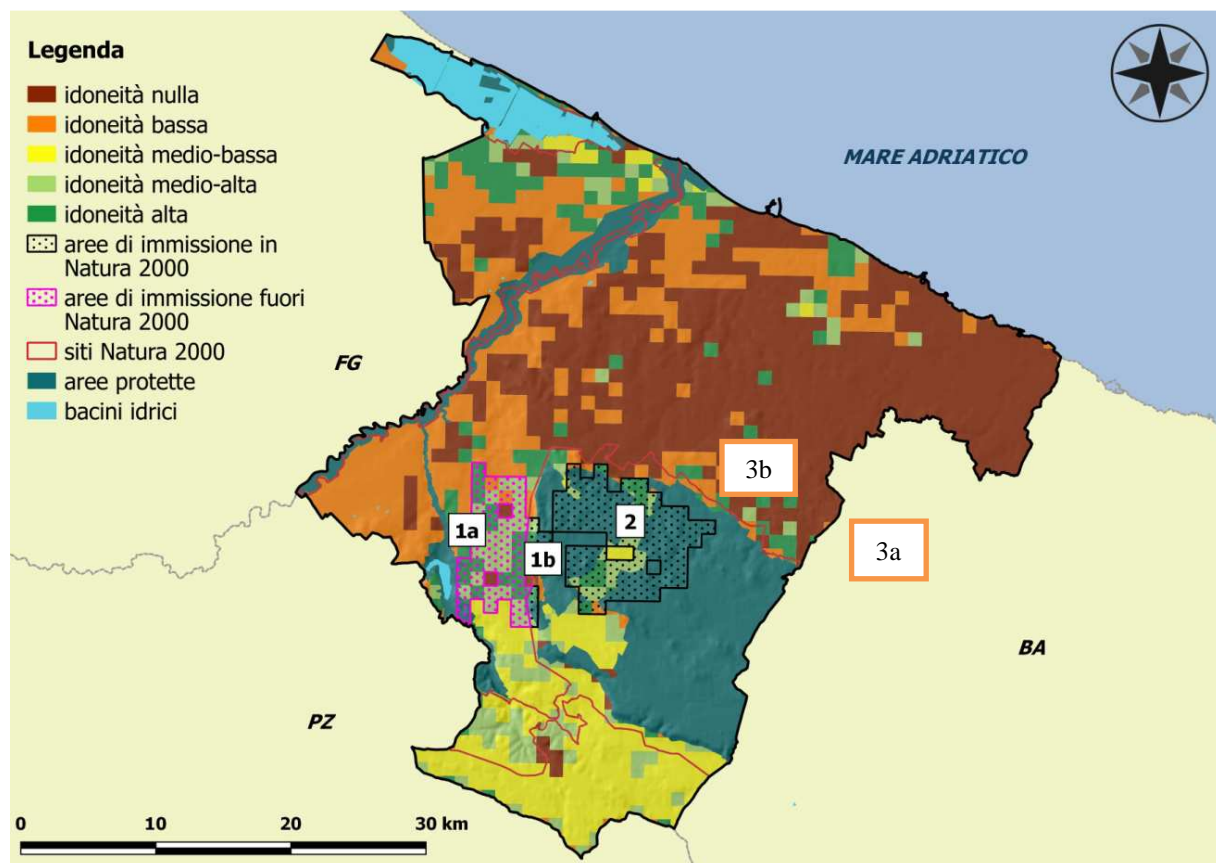 Legenda
idoneità nulla
idoneità bassa
idoneità medio-bassa
idoneità medio-alta
idoneità alta
aree di immissione in
Natura 2000
aree di immissione fuori
Natura 2000
siti Natura 2000
aree protette
bacini idrici
MARE ADRIATICO
FG
3b
1a
1b
2
3a
BA
PZ
0 10 20 30 km